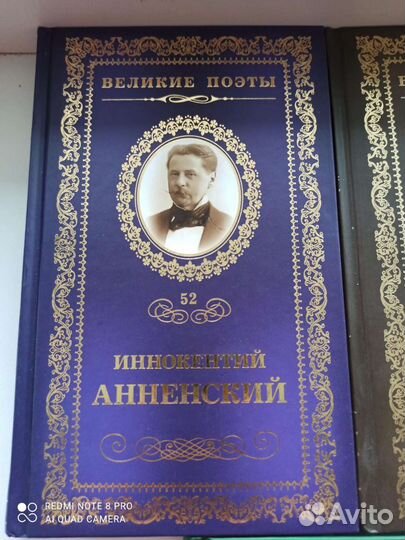 ВЕЛИКИЕ ПОЭТЫ
52
ИННОКЕНТИЙ
АННЕНСКИЙ
REDMI NOTE 8 PRO
AI QUAD CAMERA
Avito